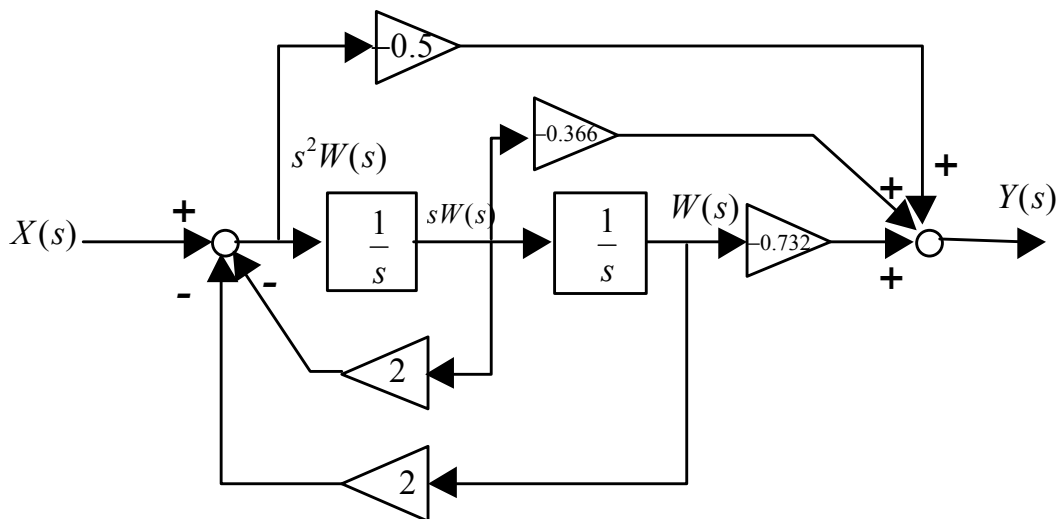 −0.5
−0.366
s²W(s)
+
+
+
X(s)
1/s
sW(s)
1/s
W(s)
−0.732
Y(s)
-
-
+
2
2